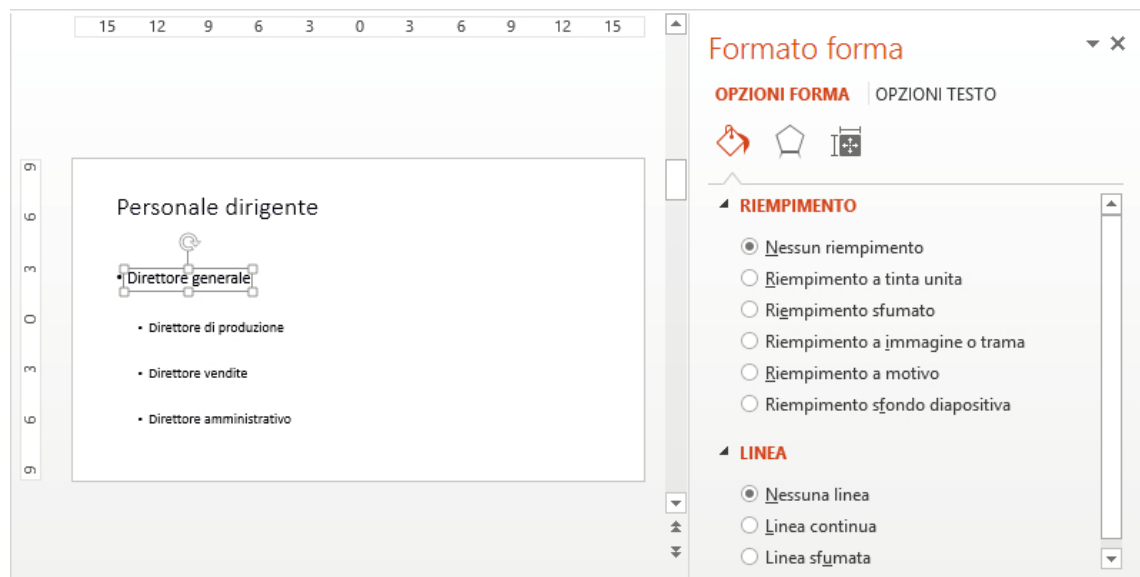 15 12 9 6 3 0 3 6 9 12 15
9
6
3
0
3
6
9
Personale dirigente
• Direttore generale
• Direttore di produzione
• Direttore vendite
• Direttore amministrativo
Formato forma
OPZIONI FORMA OPZIONI TESTO
RIEMPIMENTO
Nessun riempimento
Riempimento a tinta unita
Riempimento sfumato
Riempimento a immagine o trama
Riempimento a motivo
Riempimento sfondo diapositiva
LINEA
Nessuna linea
Linea continua
Linea sfumata